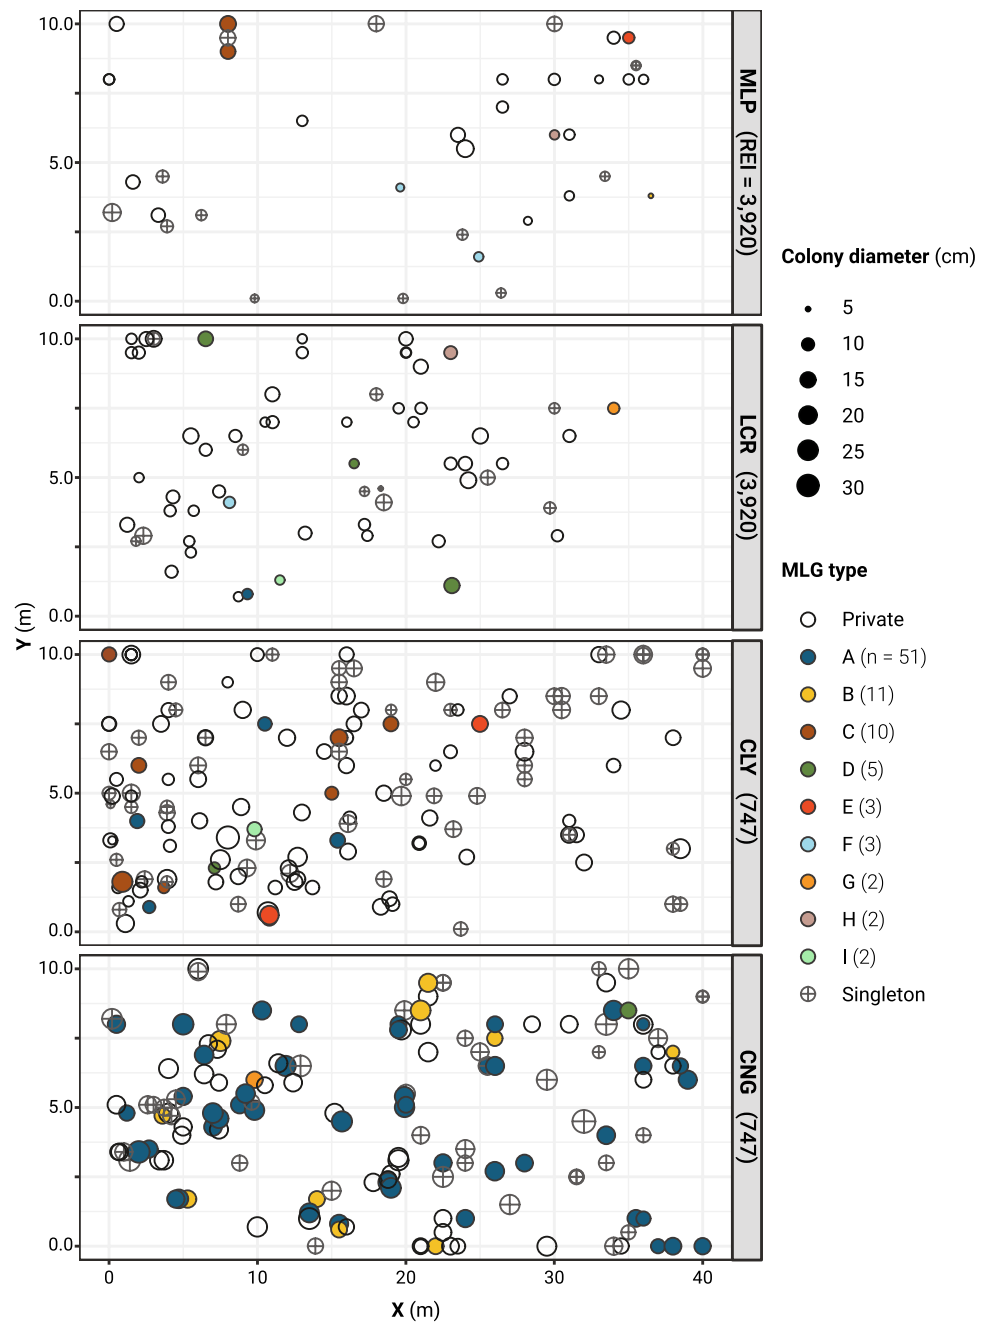 10.0
5.0
0.0
MLP (REI = 3,920)
10.0
5.0
0.0
LCR (3,920)
10.0
5.0
0.0
CLY (747)
10.0
5.0
0.0
CNG (747)
0 10 20 30 40
X (m)
Y (m)
Colony diameter (cm)
5
10
15
20
25
30
MLG type
Private
A (n = 51)
B (11)
C (10)
D (5)
E (3)
F (3)
G (2)
H (2)
I (2)
Singleton